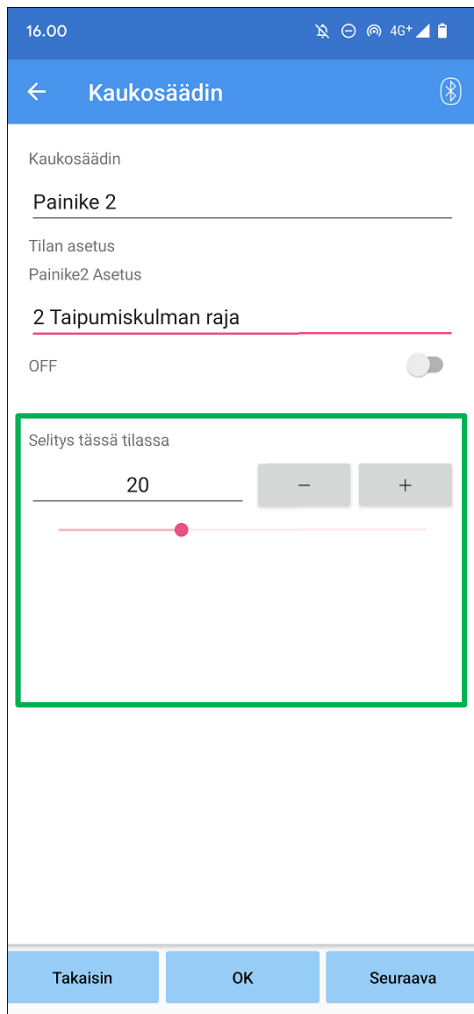 16.00
4G+
Kaukosäädin
Kaukosäädin
Painike 2
Tilan asetus
Painike2 Asetus
2 Taipumiskulman raja
OFF
Selitys tässä tilassa
20 − +
Takaisin OK Seuraava